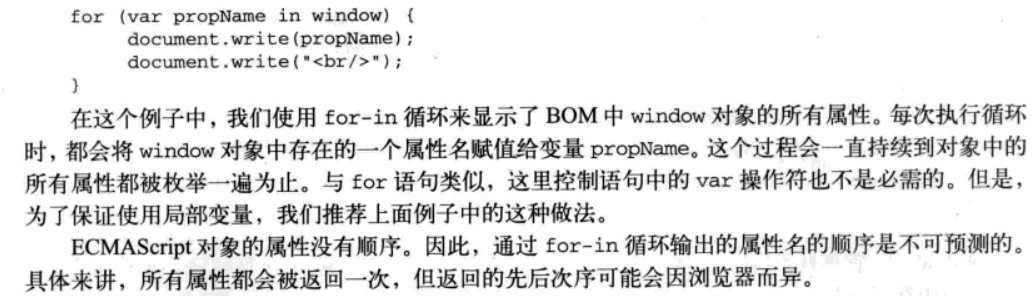 for (var propName in window) {
document.write(propName);
document.write("<br/>");
}
在这个例子中，我们使用 for-in 循环来显示了 BOM 中 window 对象的所有属性。每次执行循环
时，都会将 window 对象中存在的一个属性名赋值给变量 propName。这个过程会一直持续到对象中的
所有属性都被枚举一遍为止。与 for 语句类似，这里控制语句中的 var 操作符也不是必需的。但是，
为了保证使用局部变量，我们推荐上面例子中的这种做法。
ECMAScript 对象的属性没有顺序。因此，通过 for-in 循环输出的属性名的顺序是不可预测的。
具体来讲，所有属性都会被返回一次，但返回的先后次序可能会因浏览器而异。